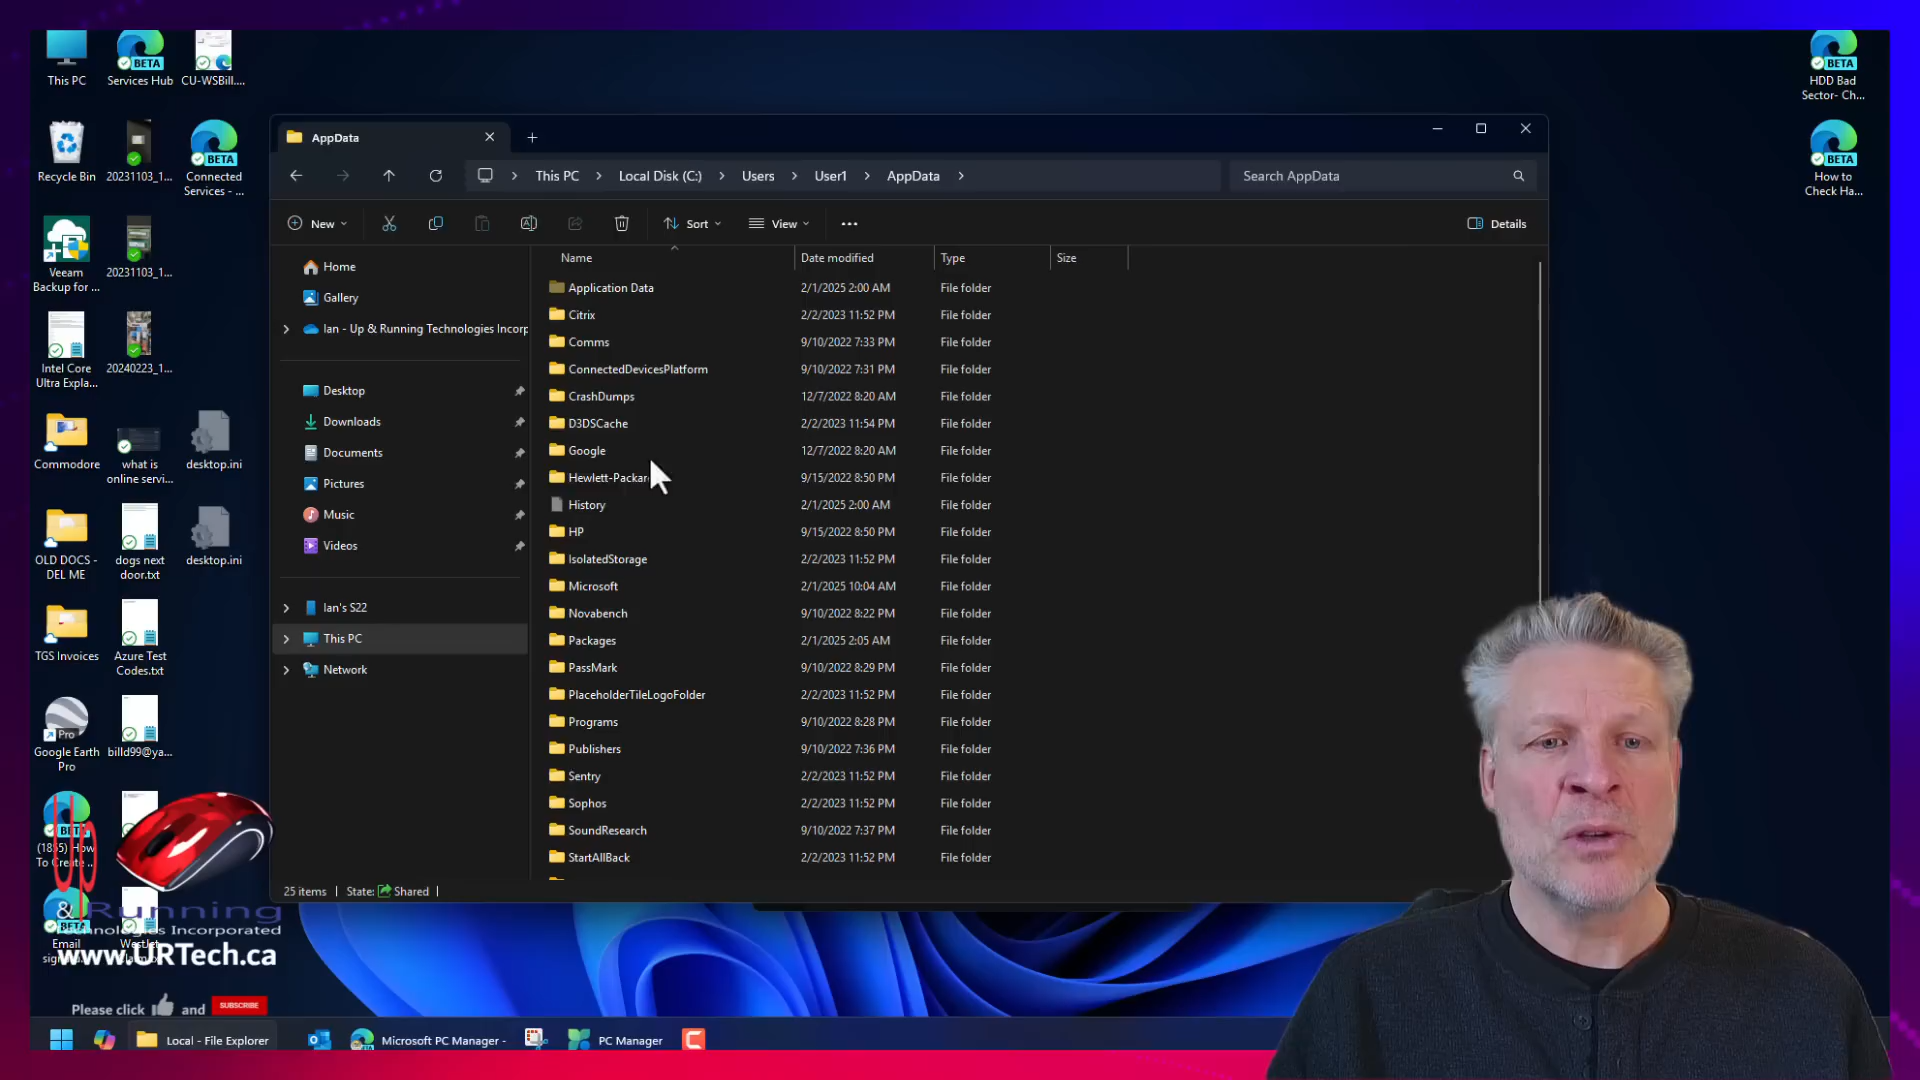 This PC
Services Hub
CU-WSBill....
BETA
HDD Bad
Sector- Ch...
BETA
Recycle Bin
20231103_1...
BETA
Connected
Services - ...
BETA
How to
Check Ha...
Veeam
Backup for ...
20231103_1...
Intel Core
Ultra Expla...
20240223_1...
Commodore
what is
online servi...
desktop.ini
OLD DOCS -
DEL ME
dogs next
door.txt
desktop.ini
TGS Invoices
Azure Test
Codes.txt
Pro
Google Earth
Pro
billd99@ya...
BETA
(1855) How
To Create ...
BETA
Email
AppData
This PC
Local Disk (C:)
Users
User1
AppData
Search AppData
New
Sort
View
Details
Home
Gallery
Ian - Up & Running Technologies Incorp
Desktop
Downloads
Documents
Pictures
Music
Videos
Ian's S22
This PC
Network
Name Date modified Type Size
Application Data 2/1/2025 2:00 AM File folder
Citrix 2/2/2023 11:52 PM File folder
Comms 9/10/2022 7:33 PM File folder
ConnectedDevicesPlatform 9/10/2022 7:31 PM File folder
CrashDumps 12/7/2022 8:20 AM File folder
D3DSCache 2/2/2023 11:54 PM File folder
Google 12/7/2022 8:20 AM File folder
Hewlett-Packar 9/15/2022 8:50 PM File folder
History 2/1/2025 2:00 AM File folder
HP 9/15/2022 8:50 PM File folder
IsolatedStorage 2/2/2023 11:52 PM File folder
Microsoft 2/1/2025 10:04 AM File folder
Novabench 9/10/2022 8:22 PM File folder
Packages 2/1/2025 2:05 AM File folder
PassMark 9/10/2022 8:29 PM File folder
PlaceholderTileLogoFolder 2/2/2023 11:52 PM File folder
Programs 9/10/2022 8:28 PM File folder
Publishers 9/10/2022 7:36 PM File folder
Sentry 2/2/2023 11:52 PM File folder
Sophos 2/2/2023 11:52 PM File folder
SoundResearch 9/10/2022 7:37 PM File folder
StartAllBack 2/2/2023 11:52 PM File folder
25 items State: Shared
up
& Running
Technologies Incorporated
www.URTech.ca
Please click and SUBSCRIBE
Local - File Explorer
Microsoft PC Manager -
PC Manager